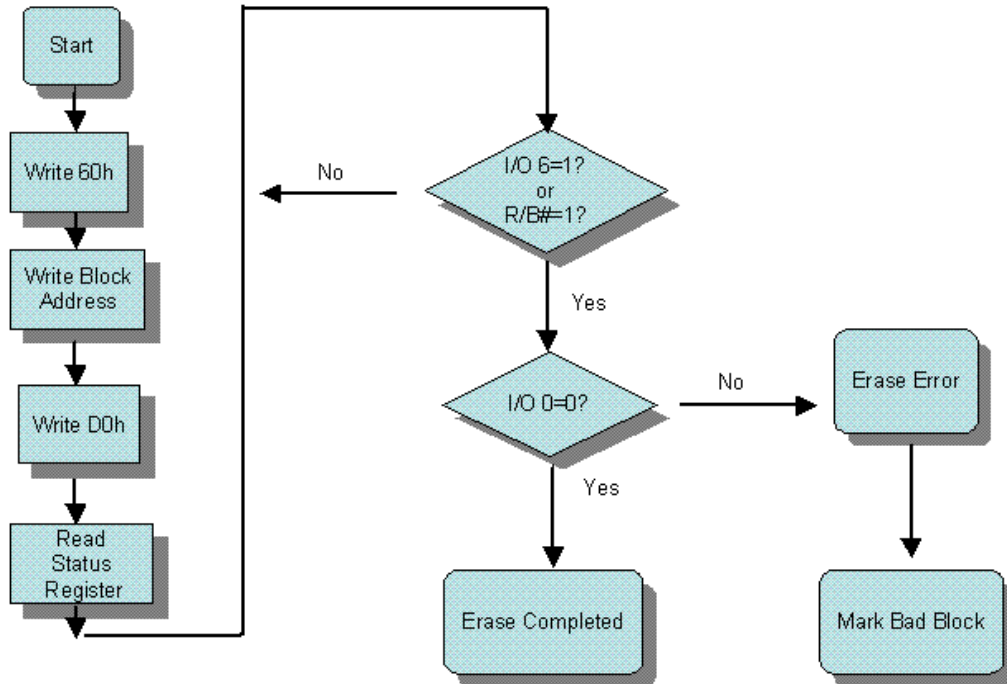 Start
Write 60h
Write Block
Address
Write D0h
Read
Status
Register
I/O 6=1?
or
R/B#=1?
No
Yes
I/O 0=0?
No
Yes
Erase Error
Erase Completed
Mark Bad Block